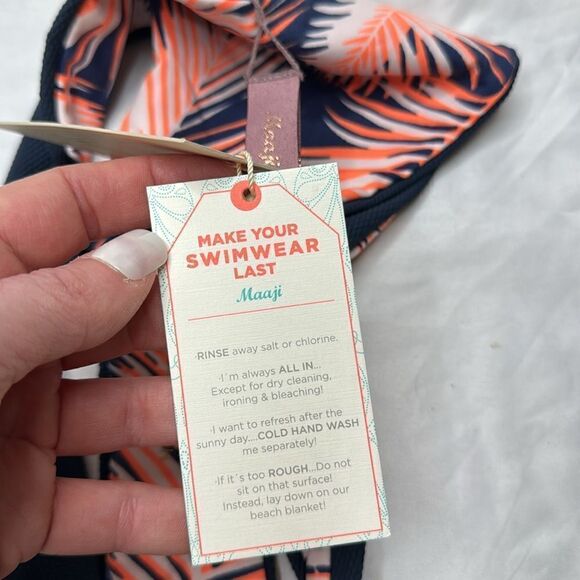 Maaji
MAKE YOUR
SWIMWEAR
LAST
Maaji
·RINSE away salt or chlorine.
·I´m always ALL IN...
Except for dry cleaning,
ironing & bleaching!
·I want to refresh after the
sunny day....COLD HAND WASH
me separately!
·If it´s too ROUGH...Do not
sit on that surface!
Instead, lay down on our
beach blanket!